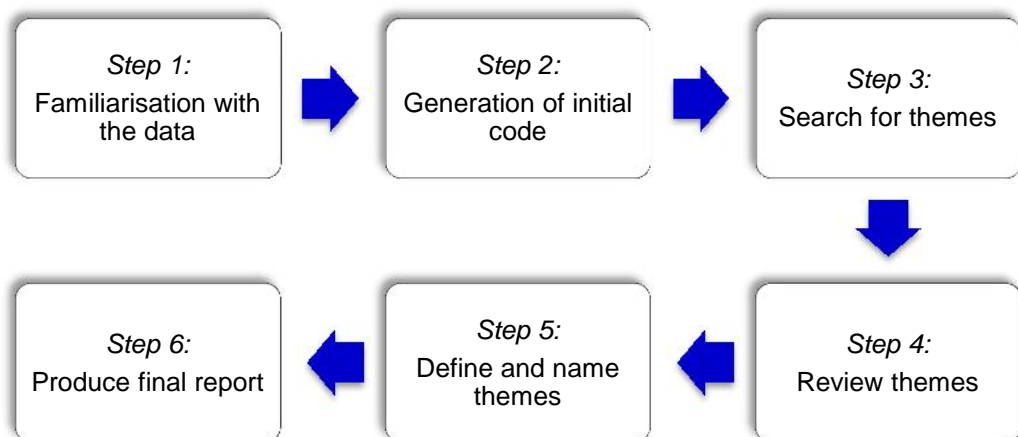 Step 1:
Familiarisation with
the data
Step 2:
Generation of initial
code
Step 3:
Search for themes
Step 4:
Review themes
Step 5:
Define and name
themes
Step 6:
Produce final report